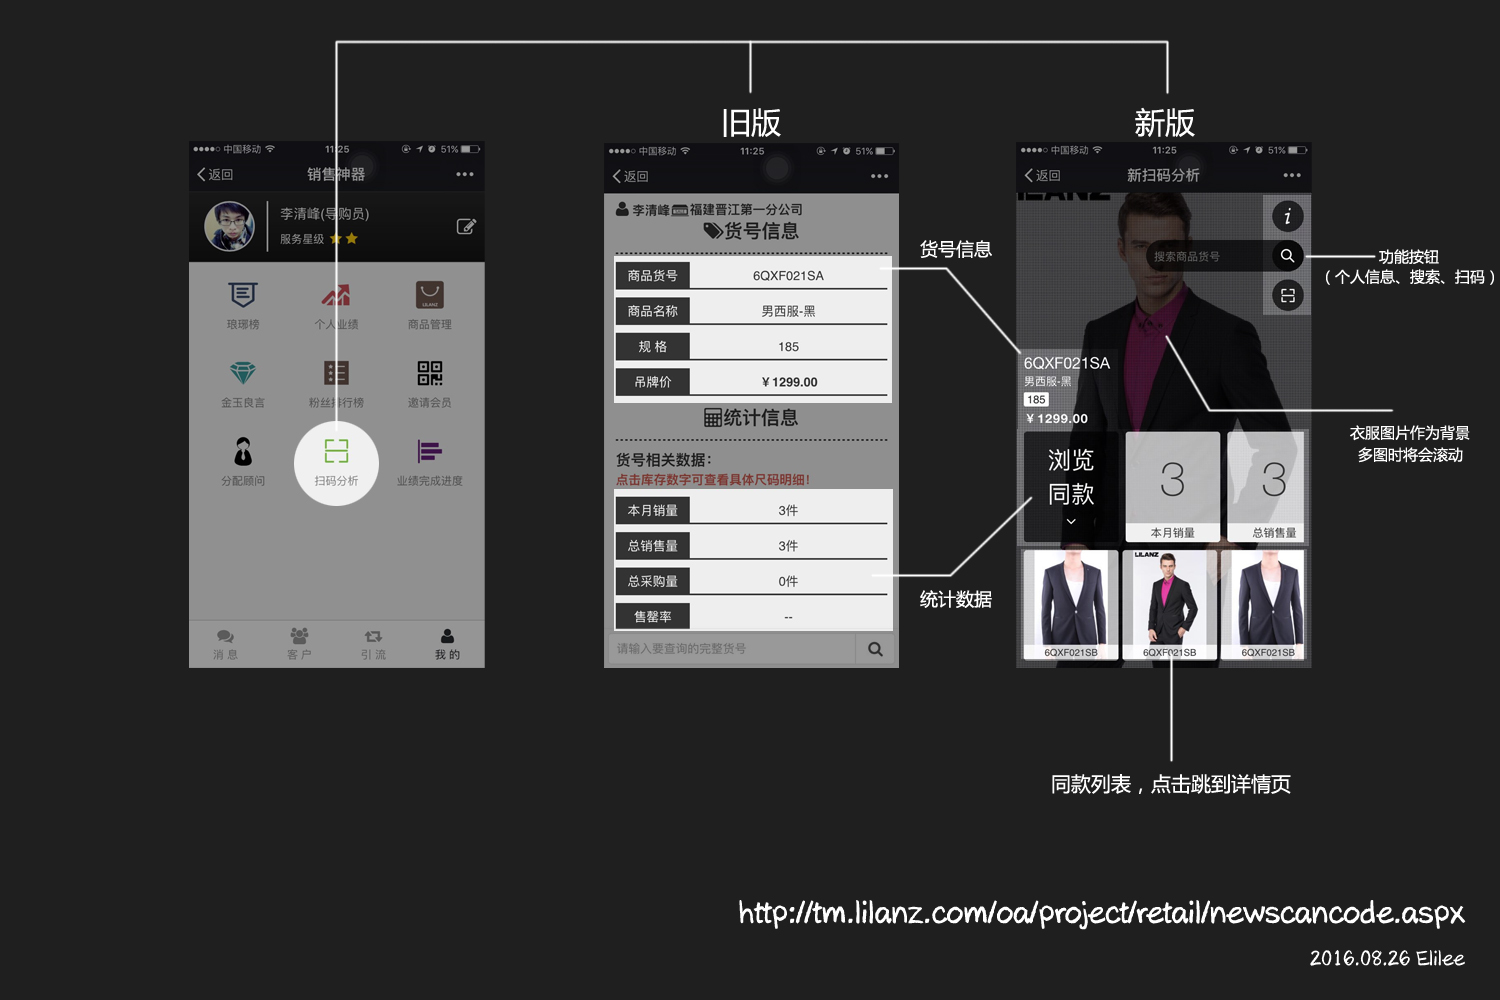 旧版
新版
中国移动
11:25
51%
返回
销售神器
李清峰(导购员)
服务星级
琅琊榜
个人业绩
LILANZ
商品管理
金玉良言
粉丝排行榜
邀请会员
分配顾问
扫码分析
业绩完成进度
消 息
客 户
引 流
我 的
中国移动
11:25
51%
返回
李清峰
福建晋江第一分公司
货号信息
商品货号
6QXF021SA
商品名称
男西服-黑
规 格
185
吊牌价
￥1299.00
统计信息
货号相关数据：
点击库存数字可查看具体尺码明细！
本月销量
3件
总销售量
3件
总采购量
0件
售罄率
--
请输入要查询的完整货号
货号信息
统计数据
中国移动
11:25
51%
返回
新扫码分析
LILANZ
i
搜索商品货号
功能按钮
（个人信息、搜索、扫码）
6QXF021SA
男西服-黑
185
￥1299.00
衣服图片作为背景
多图时将会滚动
浏览
同款
3
本月销量
3
总销售量
LILANZ
6QXF021SB
6QXF021SB
6QXF021SB
同款列表，点击跳到详情页
http://tm.lilanz.com/oa/project/retail/newscancode.aspx
2016.08.26 Elilee